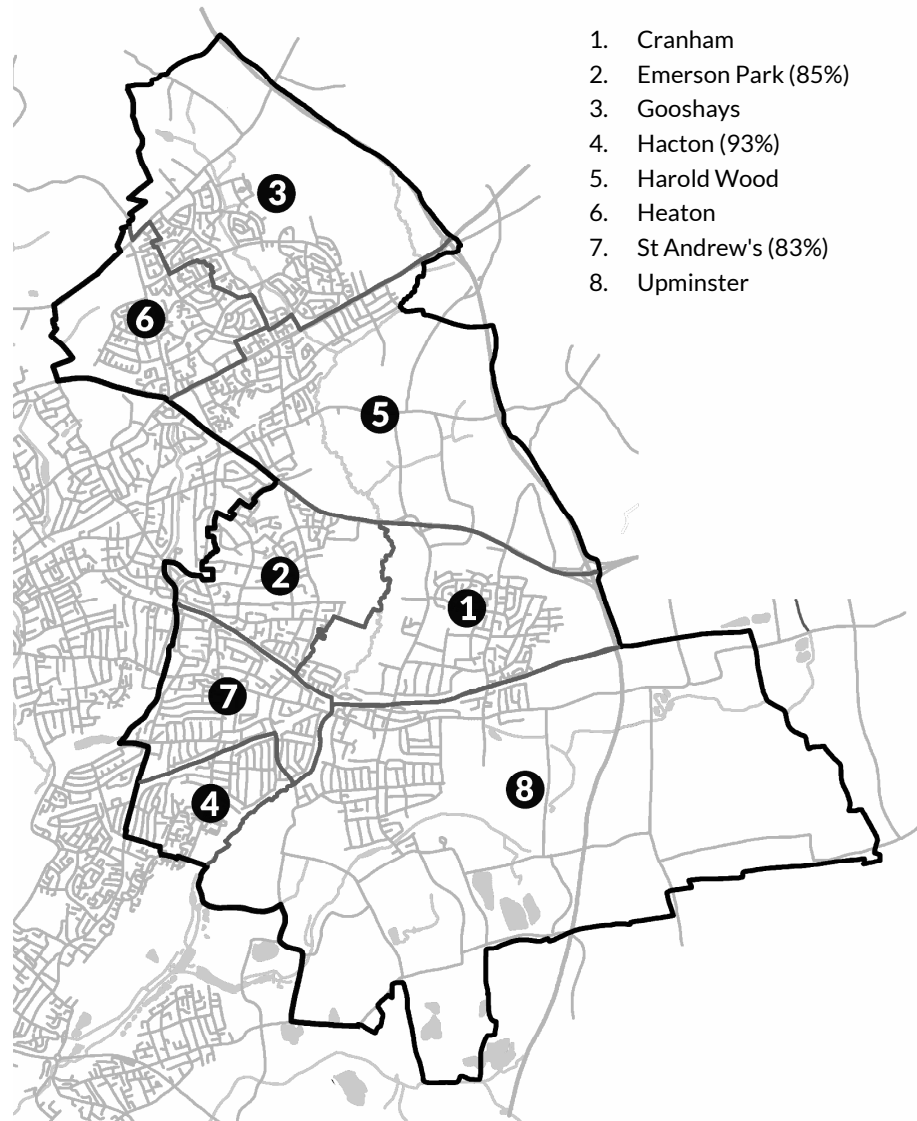 1. Cranham
2. Emerson Park (85%)
3. Gooshays
4. Hacton (93%)
5. Harold Wood
6. Heaton
7. St Andrew's (83%)
8. Upminster
3
6
5
2
1
7
8
4